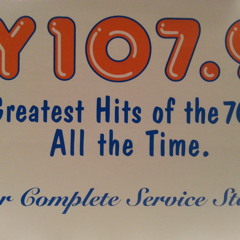 Y107.9
Greatest Hits of the 70
All the Time.
Complete Service